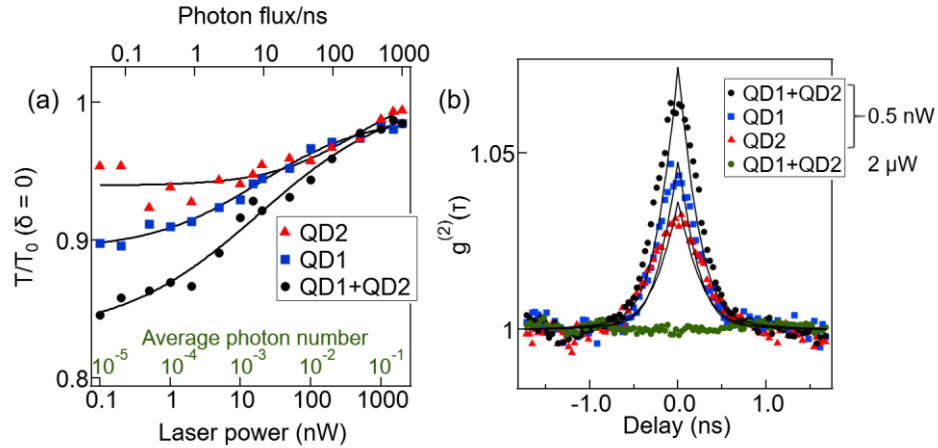 Photon flux/ns
0.1 1 10 100 1000
(a)
T/T₀ (δ = 0)
1
0.9
0.8
QD2
QD1
QD1+QD2
Average photon number
10⁻⁵ 10⁻⁴ 10⁻³ 10⁻² 10⁻¹
0.1 1 10 100 1000
Laser power (nW)
(b)
g⁽²⁾(τ)
1.05
1
QD1+QD2
QD1
QD2
QD1+QD2
0.5 nW
2 µW
-1.0 0.0 1.0
Delay (ns)